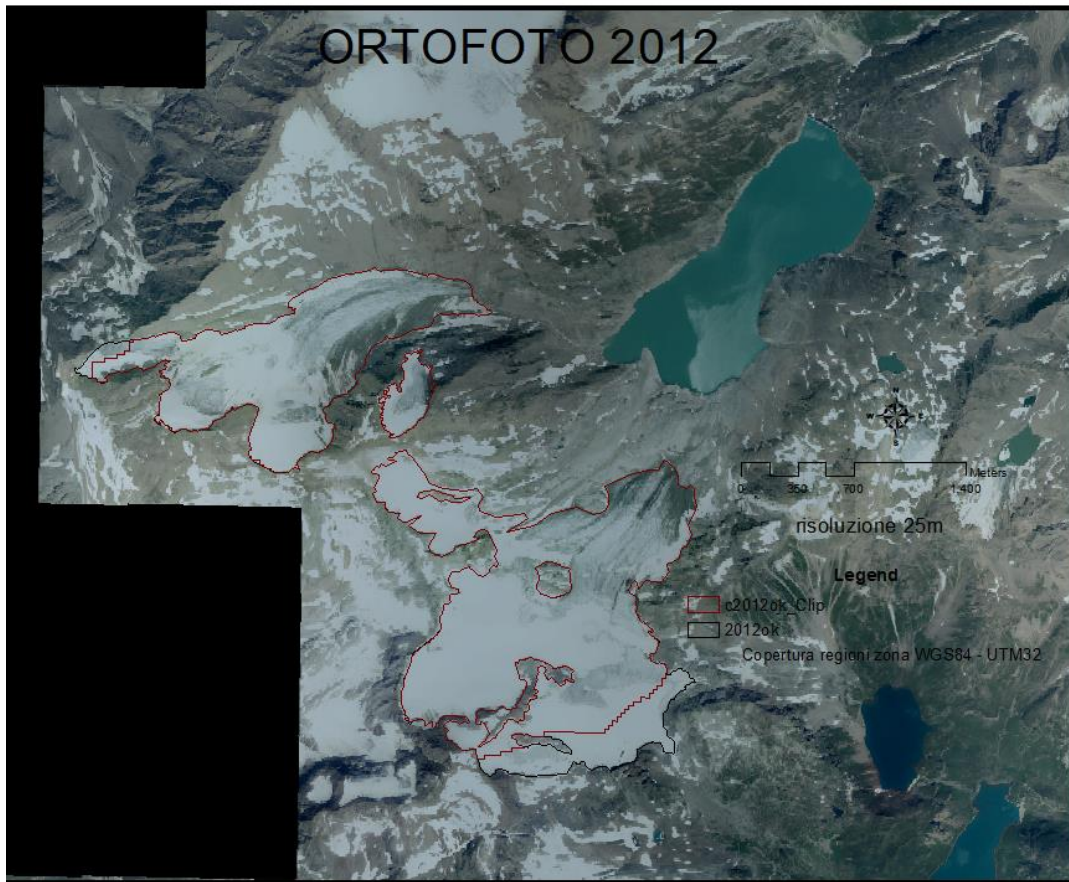 ORTOFOTO 2012
N
W E
S
Meters
0 350 700 1.400
risoluzione 25m
Legend
c2012ok_Clip
2012ok
Copertura regioni zona WGS84 - UTM32